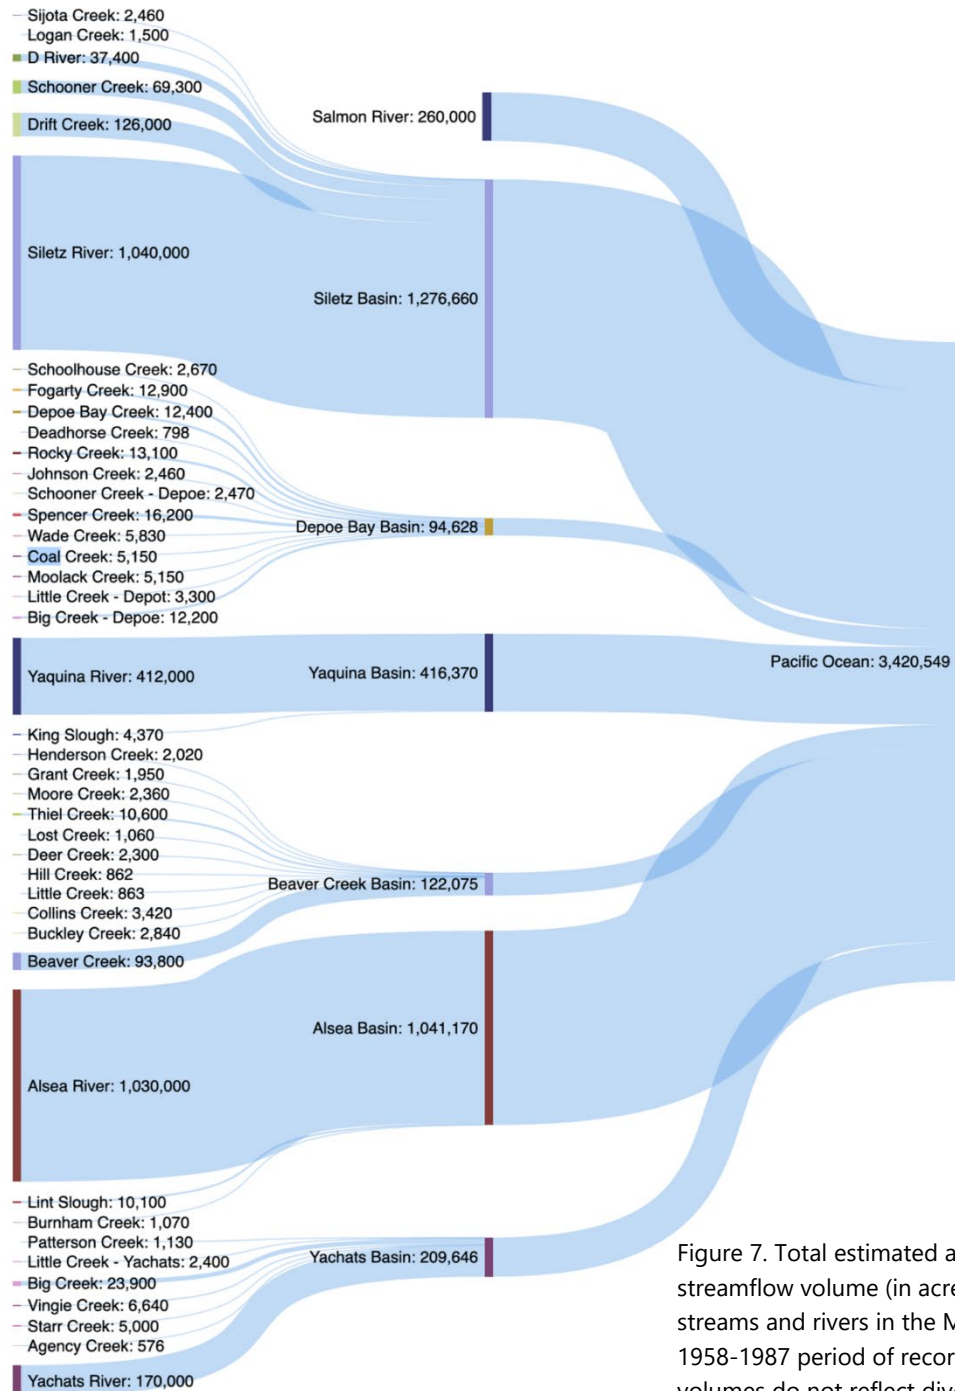 Sijota Creek: 2,460
Logan Creek: 1,500
D River: 37,400
Schooner Creek: 69,300
Drift Creek: 126,000
Siletz River: 1,040,000
Schoolhouse Creek: 2,670
Fogarty Creek: 12,900
Depoe Bay Creek: 12,400
Deadhorse Creek: 798
Rocky Creek: 13,100
Johnson Creek: 2,460
Schooner Creek - Depoe: 2,470
Spencer Creek: 16,200
Wade Creek: 5,830
Coal Creek: 5,150
Moolack Creek: 5,150
Little Creek - Depot: 3,300
Big Creek - Depoe: 12,200
Yaquina River: 412,000
King Slough: 4,370
Henderson Creek: 2,020
Grant Creek: 1,950
Moore Creek: 2,360
Thiel Creek: 10,600
Lost Creek: 1,060
Deer Creek: 2,300
Hill Creek: 862
Little Creek: 863
Collins Creek: 3,420
Buckley Creek: 2,840
Beaver Creek: 93,800
Alsea River: 1,030,000
Lint Slough: 10,100
Burnham Creek: 1,070
Patterson Creek: 1,130
Little Creek - Yachats: 2,400
Big Creek: 23,900
Vingie Creek: 6,640
Starr Creek: 5,000
Agency Creek: 576
Yachats River: 170,000
Salmon River: 260,000
Siletz Basin: 1,276,660
Depoe Bay Basin: 94,628
Yaquina Basin: 416,370
Beaver Creek Basin: 122,075
Alsea Basin: 1,041,170
Yachats Basin: 209,646
Pacific Ocean: 3,420,549
Figure 7. Total estimated a
streamflow volume (in acre
streams and rivers in the M
1958-1987 period of recor
volumes do not reflect dive